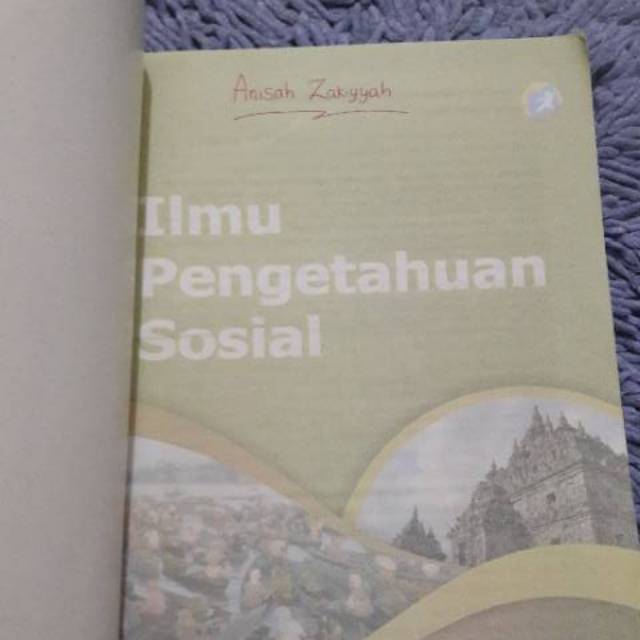 Anisah Zakiyyah
Ilmu
Pengetahuan
Sosial